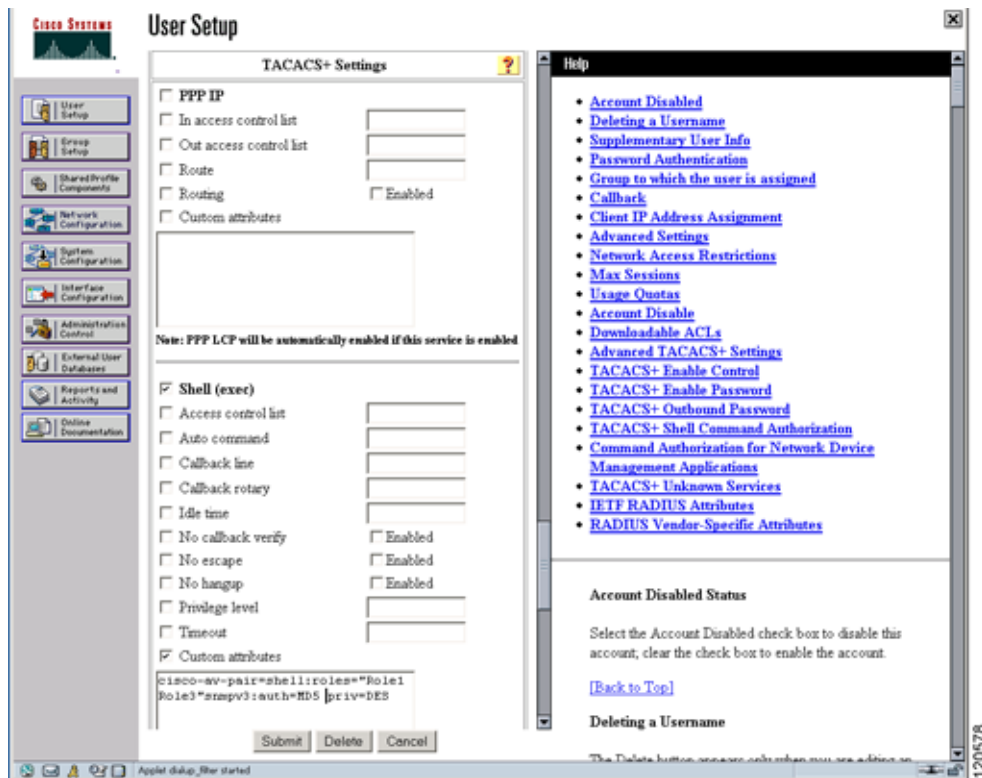 CISCO SYSTEMS
User Setup
User
Setup
Group
Setup
Shared Profile
Components
Network
Configuration
System
Configuration
Interface
Configuration
Administration
Control
External User
Databases
Reports and
Activity
Online
Documentation
TACACS+ Settings
?
PPP IP
In access control list
Out access control list
Route
Routing Enabled
Custom attributes
Note: PPP LCP will be automatically enabled if this service is enabled
Shell (exec)
Access control list
Auto command
Callback line
Callback rotary
Idle time
No callback verify Enabled
No escape Enabled
No hangup Enabled
Privilege level
Timeout
Custom attributes
cisco-av-pair=shell:roles="Role1
Role3"snmpv3:auth=MD5 priv=DES
Submit Delete Cancel
Help
Account Disabled
Deleting a Username
Supplementary User Info
Password Authentication
Group to which the user is assigned
Callback
Client IP Address Assignment
Advanced Settings
Network Access Restrictions
Max Sessions
Usage Quotas
Account Disable
Downloadable ACLs
Advanced TACACS+ Settings
TACACS+ Enable Control
TACACS+ Enable Password
TACACS+ Outbound Password
TACACS+ Shell Command Authorization
Command Authorization for Network Device
Management Applications
TACACS+ Unknown Services
IETF RADIUS Attributes
RADIUS Vendor-Specific Attributes
Account Disabled Status
Select the Account Disabled check box to disable this
account; clear the check box to enable the account.
[Back to Top]
Deleting a Username
The Delete button appears only when you are editing an
Applet dialup_filter started
120578